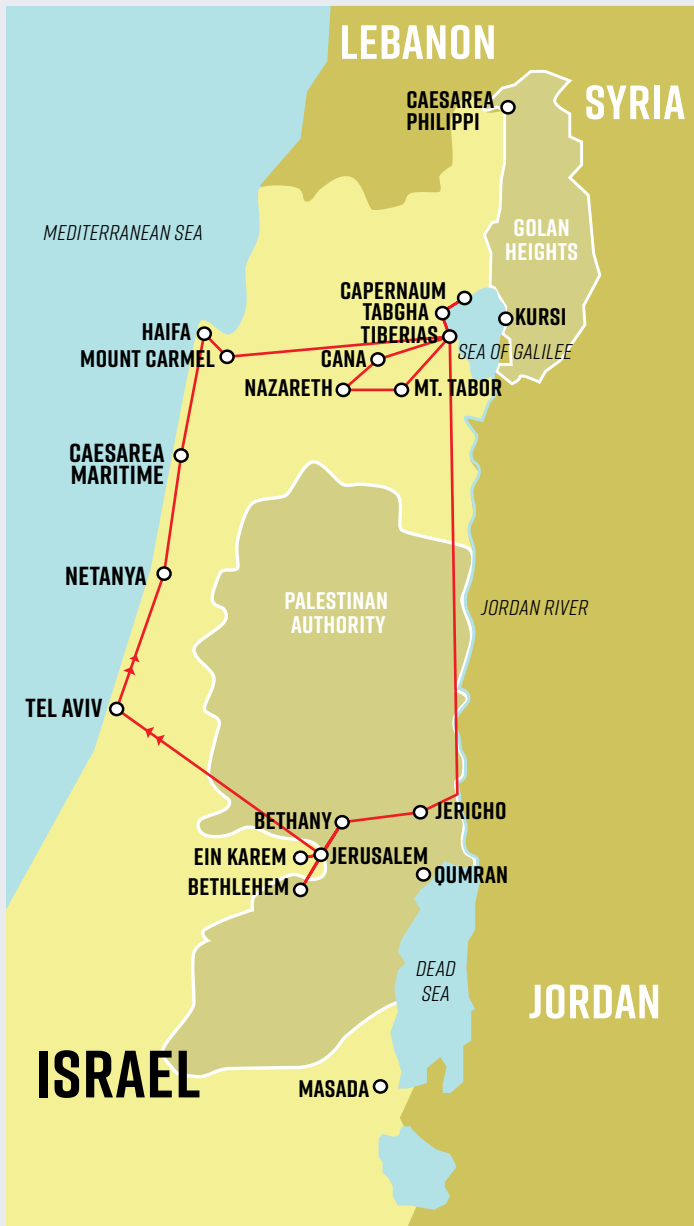 LEBANON
CAESAREA
PHILIPPI
SYRIA
MEDITERRANEAN SEA
GOLAN
HEIGHTS
CAPERNAUM
TABGHA
KURSI
HAIFA
TIBERIAS
MOUNT CARMEL
CANA
SEA OF GALILEE
NAZARETH
MT. TABOR
CAESAREA
MARITIME
NETANYA
PALESTINAN
AUTHORITY
JORDAN RIVER
TEL AVIV
JERICHO
BETHANY
EIN KAREM
JERUSALEM
BETHLEHEM
QUMRAN
DEAD
SEA
JORDAN
ISRAEL
MASADA